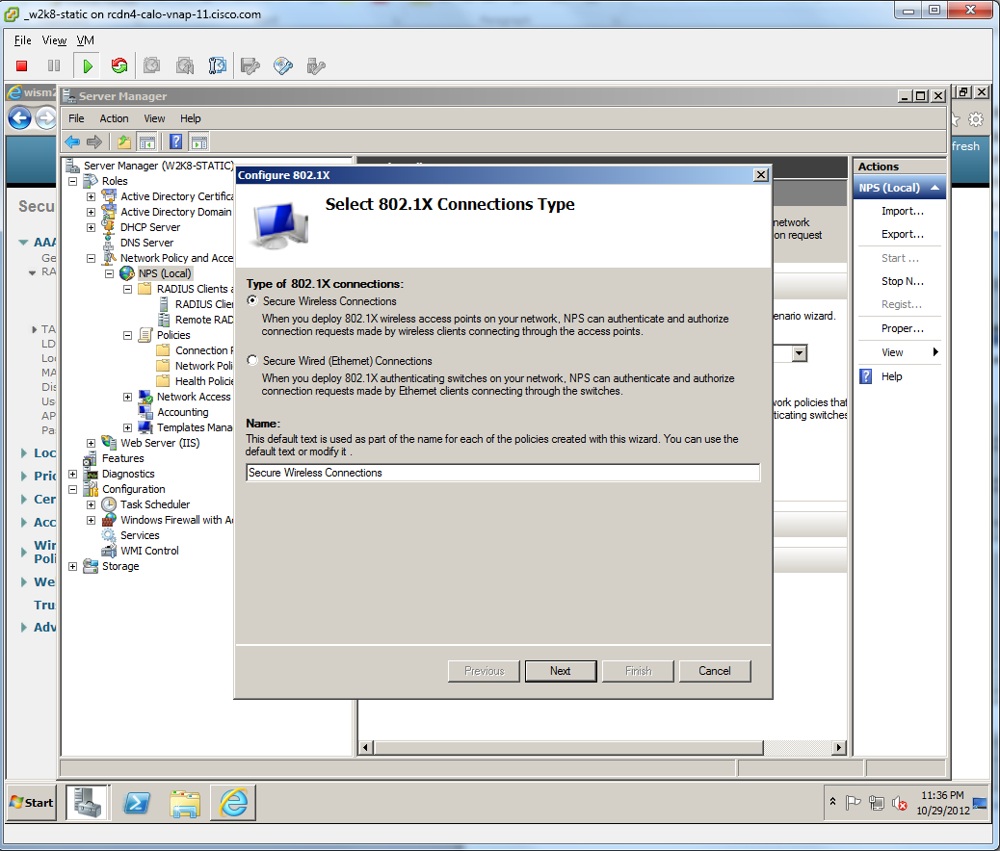 _w2k8-static on rcdn4-calo-vnap-11.cisco.com
File View VM
Server Manager
File Action View Help
Server Manager (W2K8-STATIC)
Roles
Active Directory Certifica
Active Directory Domain
DHCP Server
DNS Server
Network Policy and Acce
NPS (Local)
RADIUS Clients a
RADIUS Clie
Remote RAD
Policies
Connection R
Network Poli
Health Policie
Network Access
Accounting
Templates Mana
Web Server (IIS)
Features
Diagnostics
Configuration
Task Scheduler
Windows Firewall with Ad
Services
WMI Control
Storage
Secu
AAA
Ge
RA
TA
LD
Loc
MA
Dis
Us
AP
Pa
Loc
Prio
Cer
Acc
Wir
Poli
We
Tru
Adv
Configure 802.1X
Select 802.1X Connections Type
Type of 802.1X connections:
Secure Wireless Connections
When you deploy 802.1X wireless access points on your network, NPS can authenticate and authorize
connection requests made by wireless clients connecting through the access points.
Secure Wired (Ethernet) Connections
When you deploy 802.1X authenticating switches on your network, NPS can authenticate and authorize
connection requests made by Ethernet clients connecting through the switches.
Name:
This default text is used as part of the name for each of the policies created with this wizard. You can use the
default text or modify it .
Secure Wireless Connections
Previous Next Finish Cancel
network
on request
enario wizard.
work policies that
ticating switches
Actions
NPS (Local)
Import...
Export...
Start ...
Stop N...
Regist...
Proper...
View
Help
fresh
Start
11:36 PM
10/29/2012